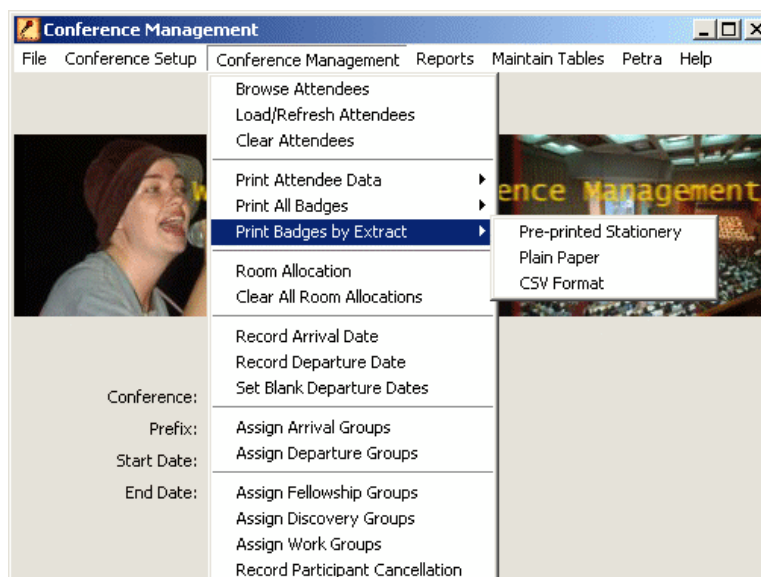 Conference Management
File Conference Setup Conference Management Reports Maintain Tables Petra Help
Browse Attendees
Load/Refresh Attendees
Clear Attendees
Print Attendee Data
Print All Badges
Print Badges by Extract
Pre-printed Stationery
Plain Paper
CSV Format
Room Allocation
Clear All Room Allocations
Record Arrival Date
Record Departure Date
Set Blank Departure Dates
Assign Arrival Groups
Assign Departure Groups
Assign Fellowship Groups
Assign Discovery Groups
Assign Work Groups
Record Participant Cancellation
ence Management
Conference:
Prefix:
Start Date:
End Date: